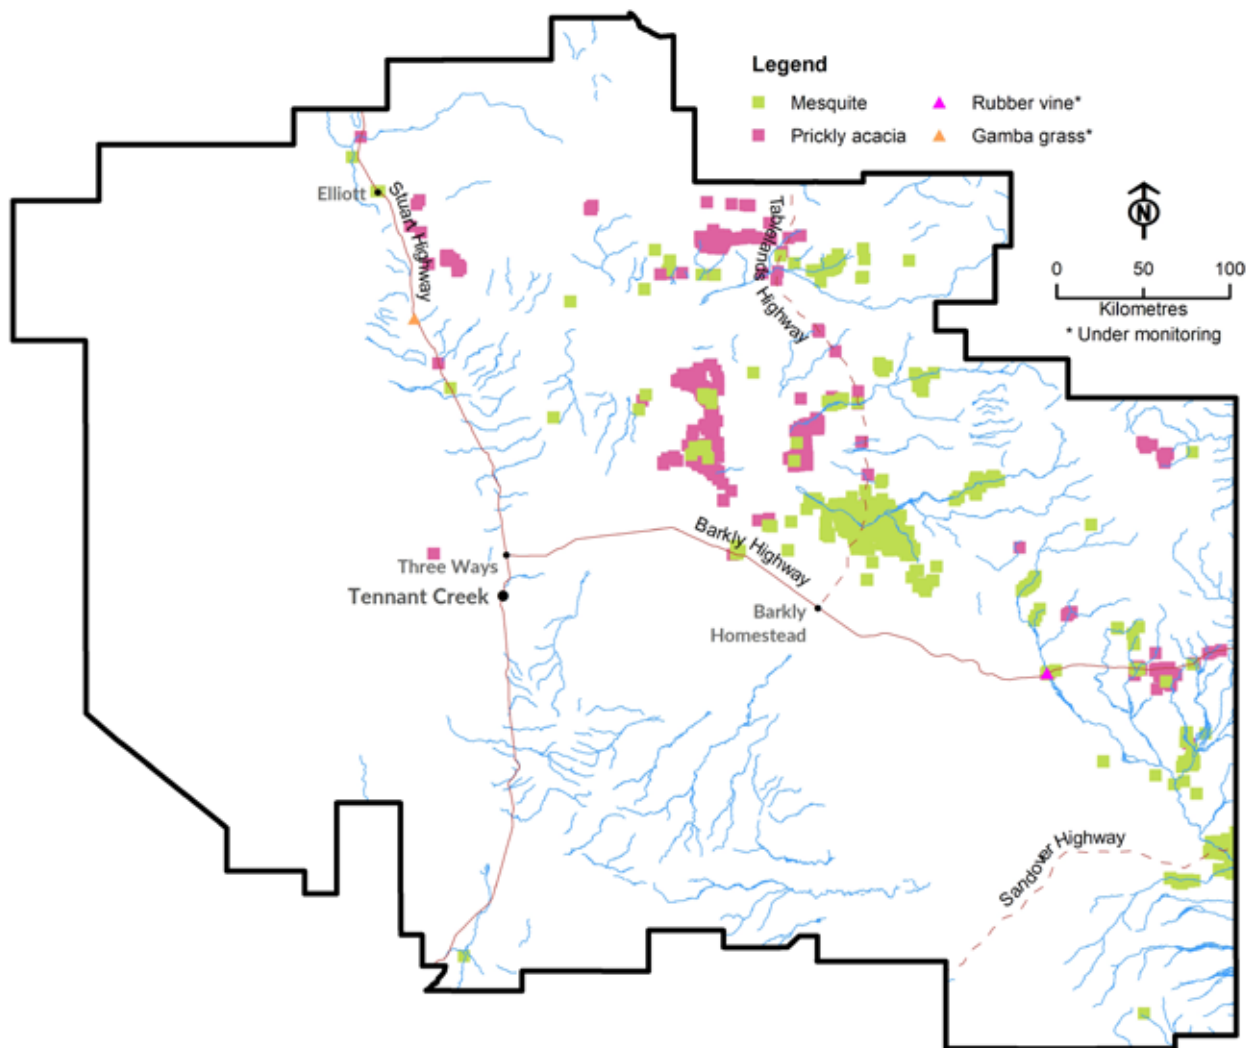 Legend
Mesquite
Rubber vine*
Prickly acacia
Gamba grass*
N
0 50 100
Kilometres
* Under monitoring
Elliott
Stuart Highway
Tablelands Highway
Barkly Highway
Three Ways
Tennant Creek
Barkly
Homestead
Sandover Highway